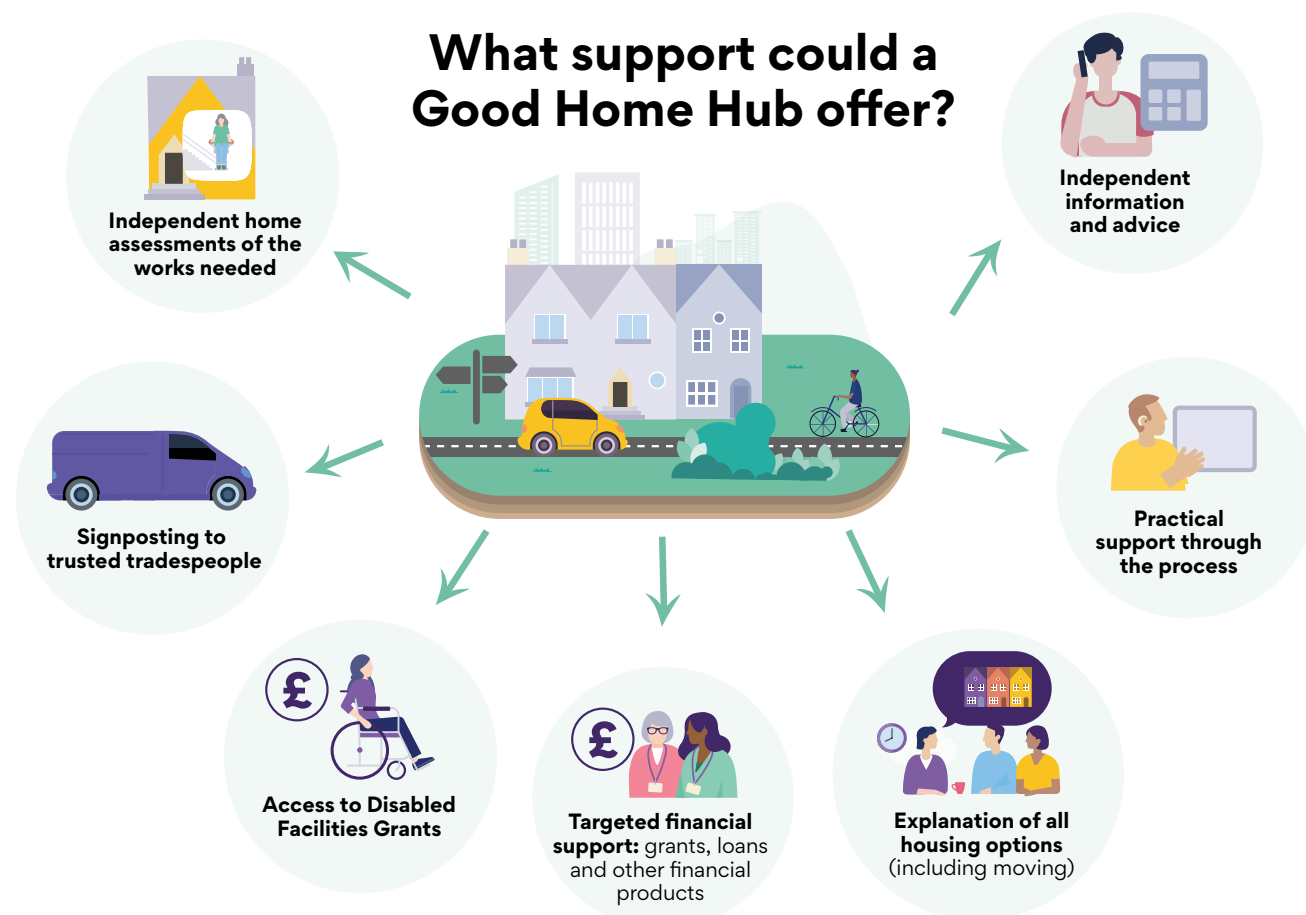 What support could a
Good Home Hub offer?
Independent home
assessments of the
works needed
Independent
information
and advice
Signposting to
trusted tradespeople
Practical
support through
the process
£
Access to Disabled
Facilities Grants
£
Targeted financial
support: grants, loans
and other financial
products
Explanation of all
housing options
(including moving)